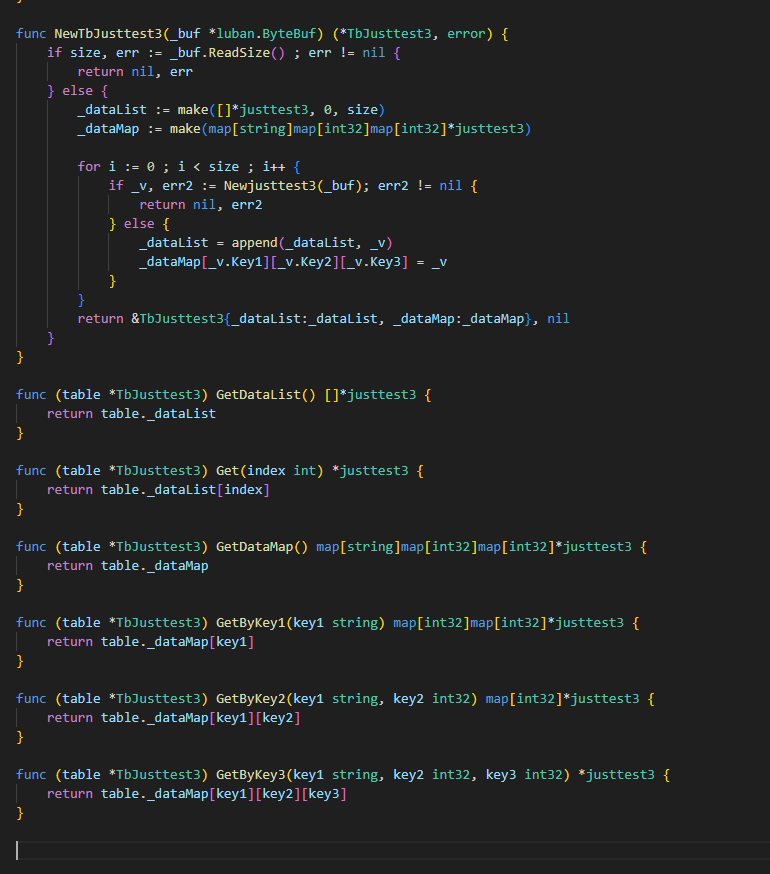 func NewTbJusttest3(_buf *luban.ByteBuf) (*TbJusttest3, error) {
    if size, err := _buf.ReadSize() ; err != nil {
        return nil, err
    } else {
        _dataList := make([]*justtest3, 0, size)
        _dataMap := make(map[string]map[int32]map[int32]*justtest3)

        for i := 0 ; i < size ; i++ {
            if _v, err2 := Newjusttest3(_buf); err2 != nil {
                return nil, err2
            } else {
                _dataList = append(_dataList, _v)
                _dataMap[_v.Key1][_v.Key2][_v.Key3] = _v
            }
        }
        return &TbJusttest3{_dataList:_dataList, _dataMap:_dataMap}, nil
    }
}

func (table *TbJusttest3) GetDataList() []*justtest3 {
    return table._dataList
}

func (table *TbJusttest3) Get(index int) *justtest3 {
    return table._dataList[index]
}

func (table *TbJusttest3) GetDataMap() map[string]map[int32]map[int32]*justtest3 {
    return table._dataMap
}

func (table *TbJusttest3) GetByKey1(key1 string) map[int32]map[int32]*justtest3 {
    return table._dataMap[key1]
}

func (table *TbJusttest3) GetByKey2(key1 string, key2 int32) map[int32]*justtest3 {
    return table._dataMap[key1][key2]
}

func (table *TbJusttest3) GetByKey3(key1 string, key2 int32, key3 int32) *justtest3 {
    return table._dataMap[key1][key2][key3]
}